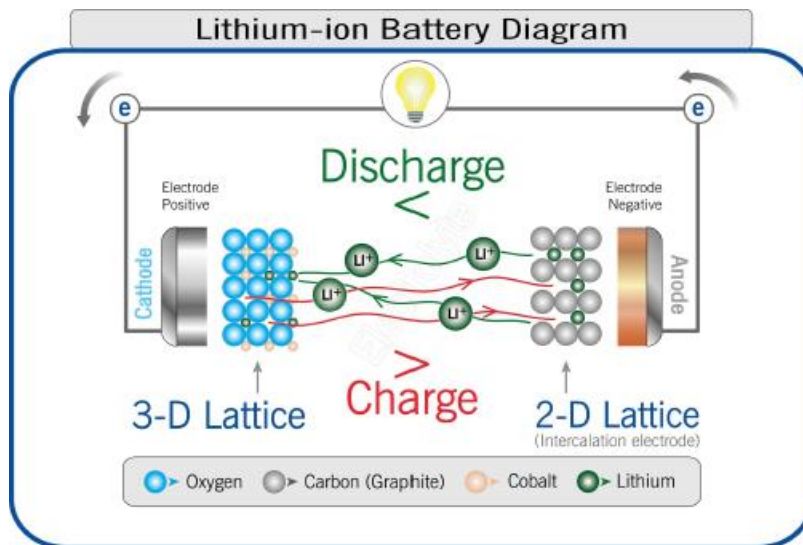 Lithium-ion Battery Diagram
e
e
Discharge
<
Electrode
Positive
Electrode
Negative
Cathode
Anode
LI+
LI+
LI+
LI+
>
Charge
3-D Lattice
2-D Lattice
(Intercalation electrode)
Oxygen
Carbon (Graphite)
Cobalt
Lithium